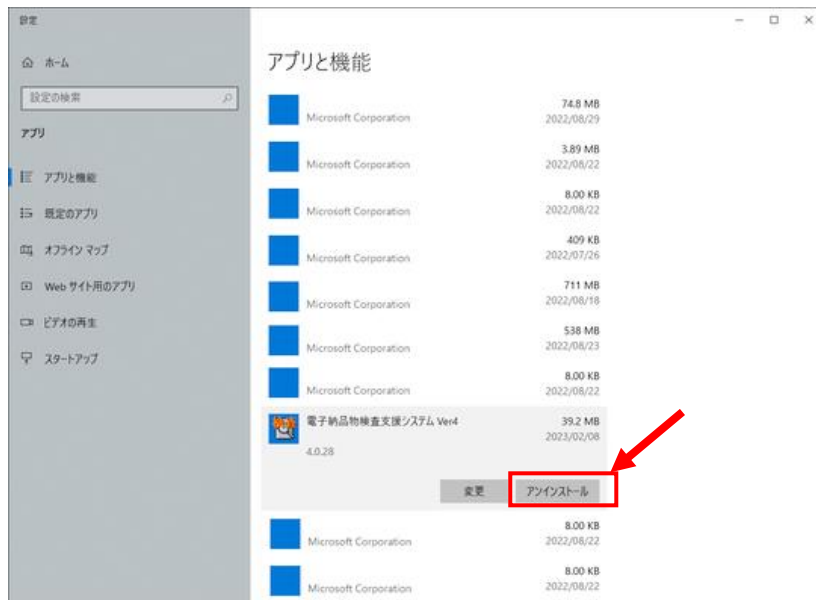 設定
ホーム
設定の検索
アプリ
アプリと機能
既定のアプリ
オフライン マップ
Web サイト用のアプリ
ビデオの再生
スタートアップ
アプリと機能
74.8 MB
Microsoft Corporation 2022/08/29
3.89 MB
Microsoft Corporation 2022/08/22
8.00 KB
Microsoft Corporation 2022/08/22
409 KB
Microsoft Corporation 2022/07/26
711 MB
Microsoft Corporation 2022/08/18
538 MB
Microsoft Corporation 2022/08/23
8.00 KB
Microsoft Corporation 2022/08/22
電子納品物検査支援システム Ver4 39.2 MB
2023/02/08
4.0.28
変更 アンインストール
8.00 KB
Microsoft Corporation 2022/08/22
8.00 KB
Microsoft Corporation 2022/08/22